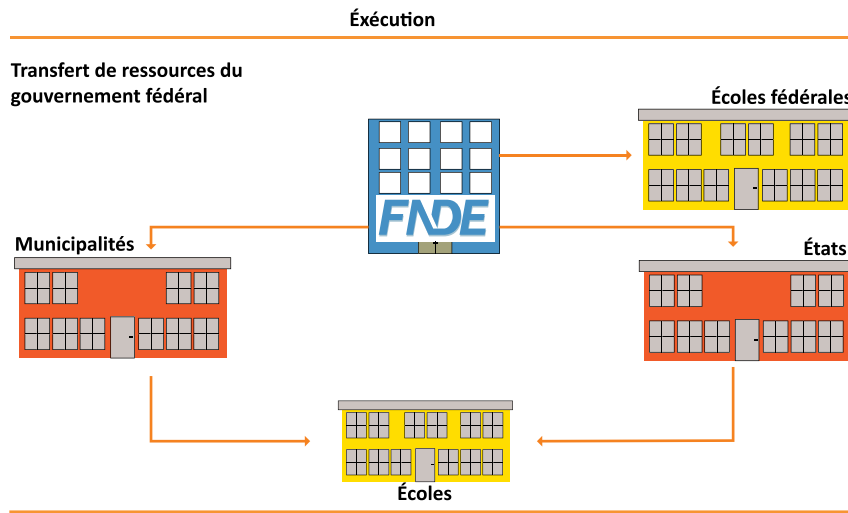 Éxécution
Transfert de ressources du
gouvernement fédéral
Écoles fédérales
FNDE
Municipalités
États
Écoles